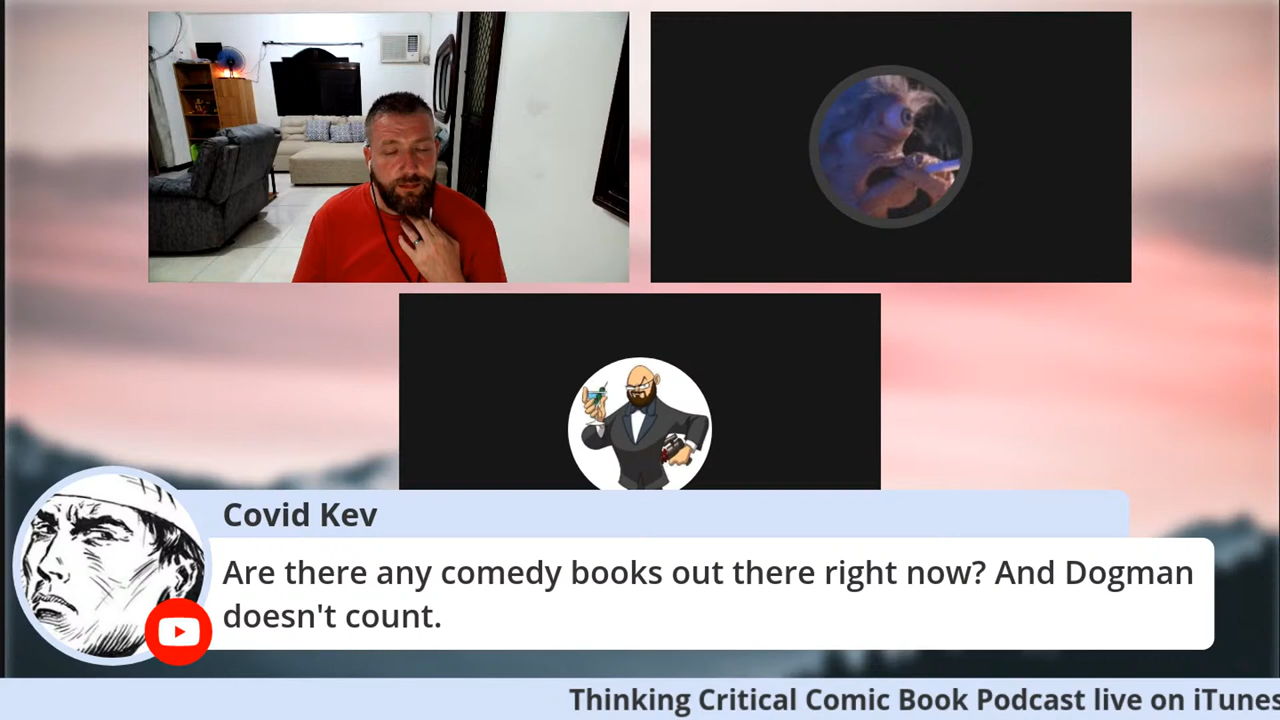 Covid Kev
Are there any comedy books out there right now? And Dogman
doesn't count.
Thinking Critical Comic Book Podcast live on iTunes